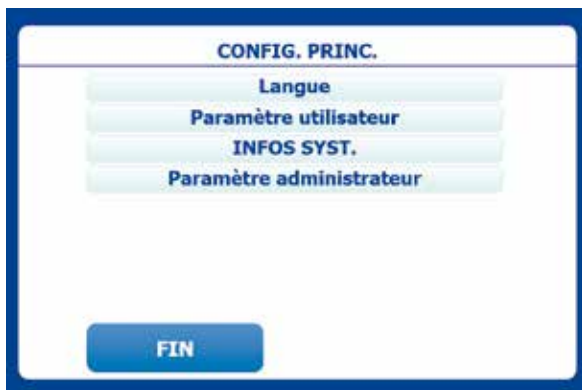 CONFIG. PRINC.
Langue
Paramètre utilisateur
INFOS SYST.
Paramètre administrateur
FIN